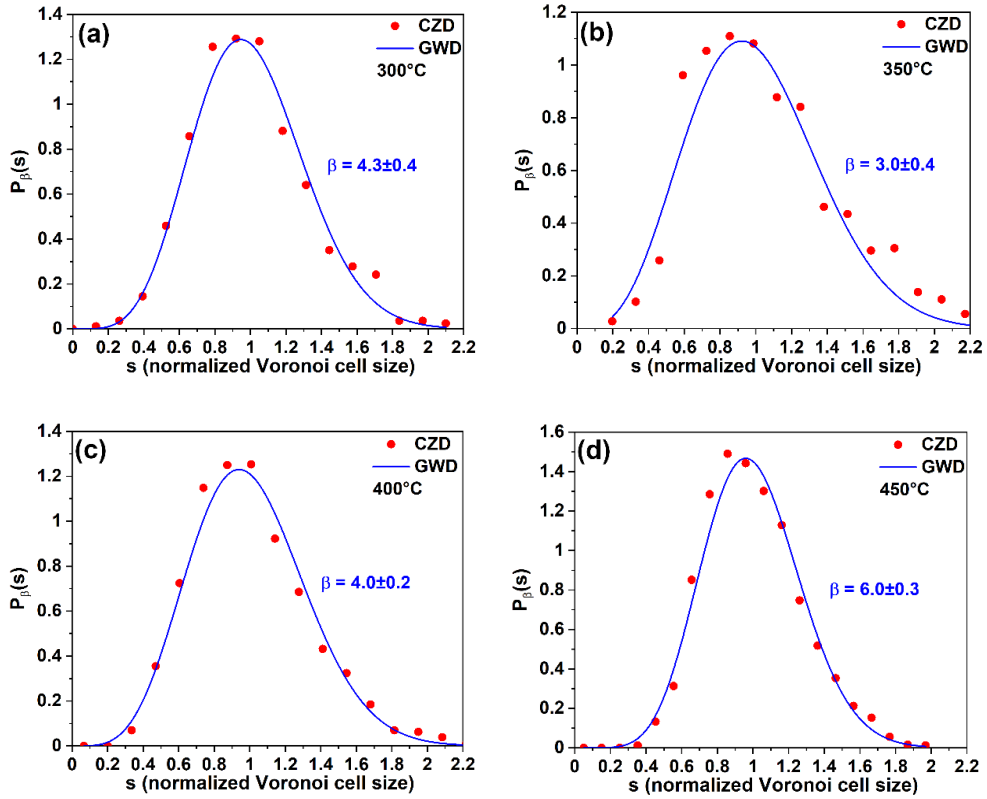 (a)
CZD
GWD
300°C
β = 4.3±0.4
P_β(s)
1.4
1.2
1
0.8
0.6
0.4
0.2
0
0 0.2 0.4 0.6 0.8 1 1.2 1.4 1.6 1.8 2 2.2
s (normalized Voronoi cell size)
(b)
CZD
GWD
350°C
β = 3.0±0.4
P_β(s)
1.2
1
0.8
0.6
0.4
0.2
0
0 0.2 0.4 0.6 0.8 1 1.2 1.4 1.6 1.8 2 2.2
s (normalized Voronoi cell size)
(c)
CZD
GWD
400°C
β = 4.0±0.2
P_β(s)
1.4
1.2
1
0.8
0.6
0.4
0.2
0
0 0.2 0.4 0.6 0.8 1 1.2 1.4 1.6 1.8 2 2.2
s (normalized Voronoi cell size)
(d)
CZD
GWD
450°C
β = 6.0±0.3
P_β(s)
1.6
1.4
1.2
1
0.8
0.6
0.4
0.2
0
0 0.2 0.4 0.6 0.8 1 1.2 1.4 1.6 1.8 2 2.2
s (normalized Voronoi cell size)